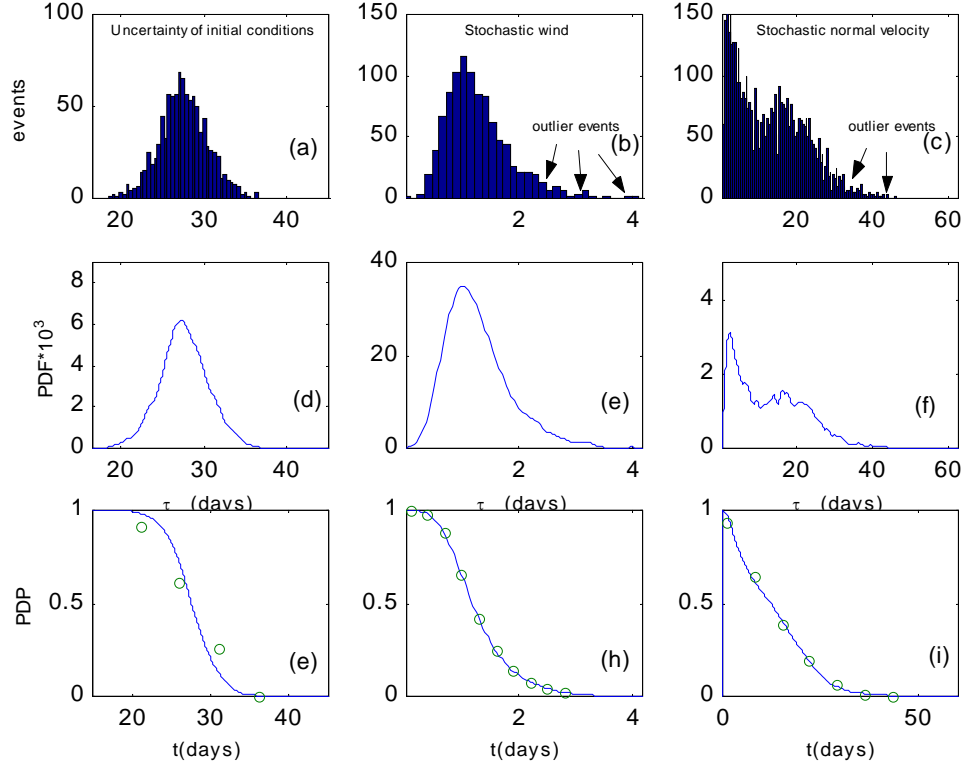 Uncertainty of initial conditions
Stochastic wind
Stochastic normal velocity
events
100
50
0
20 30 40
(a)
150
100
50
0
2 4
outlier events
(b)
150
100
50
0
0 20 40 60
outlier events
(c)
PDF*10^3
8
6
4
2
0
20 30 40
τ (days)
(d)
40
20
0
2 4
τ (days)
(e)
4
2
0
0 20 40 60
τ (days)
(f)
PDP
1
0.5
0
20 30 40
t(days)
(e)
1
0.5
0
2 4
t(days)
(h)
1
0.5
0
0 50
t(days)
(i)